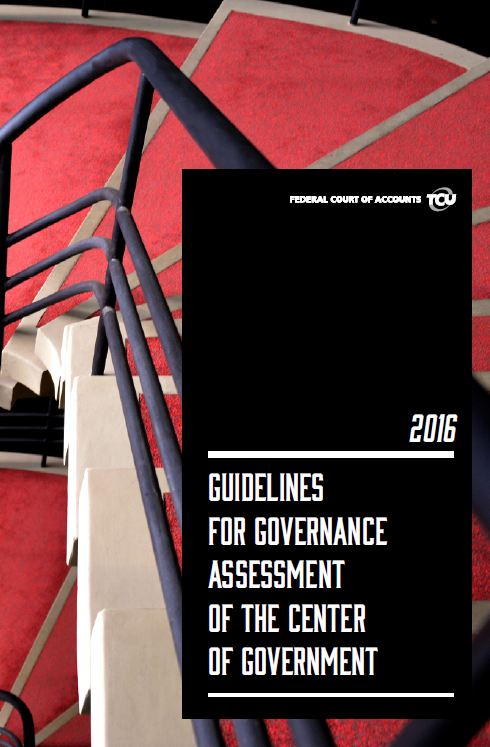 FEDERAL COURT OF ACCOUNTS TCU
2016
GUIDELINES
FOR GOVERNANCE
ASSESSMENT
OF THE CENTER
OF GOVERNMENT